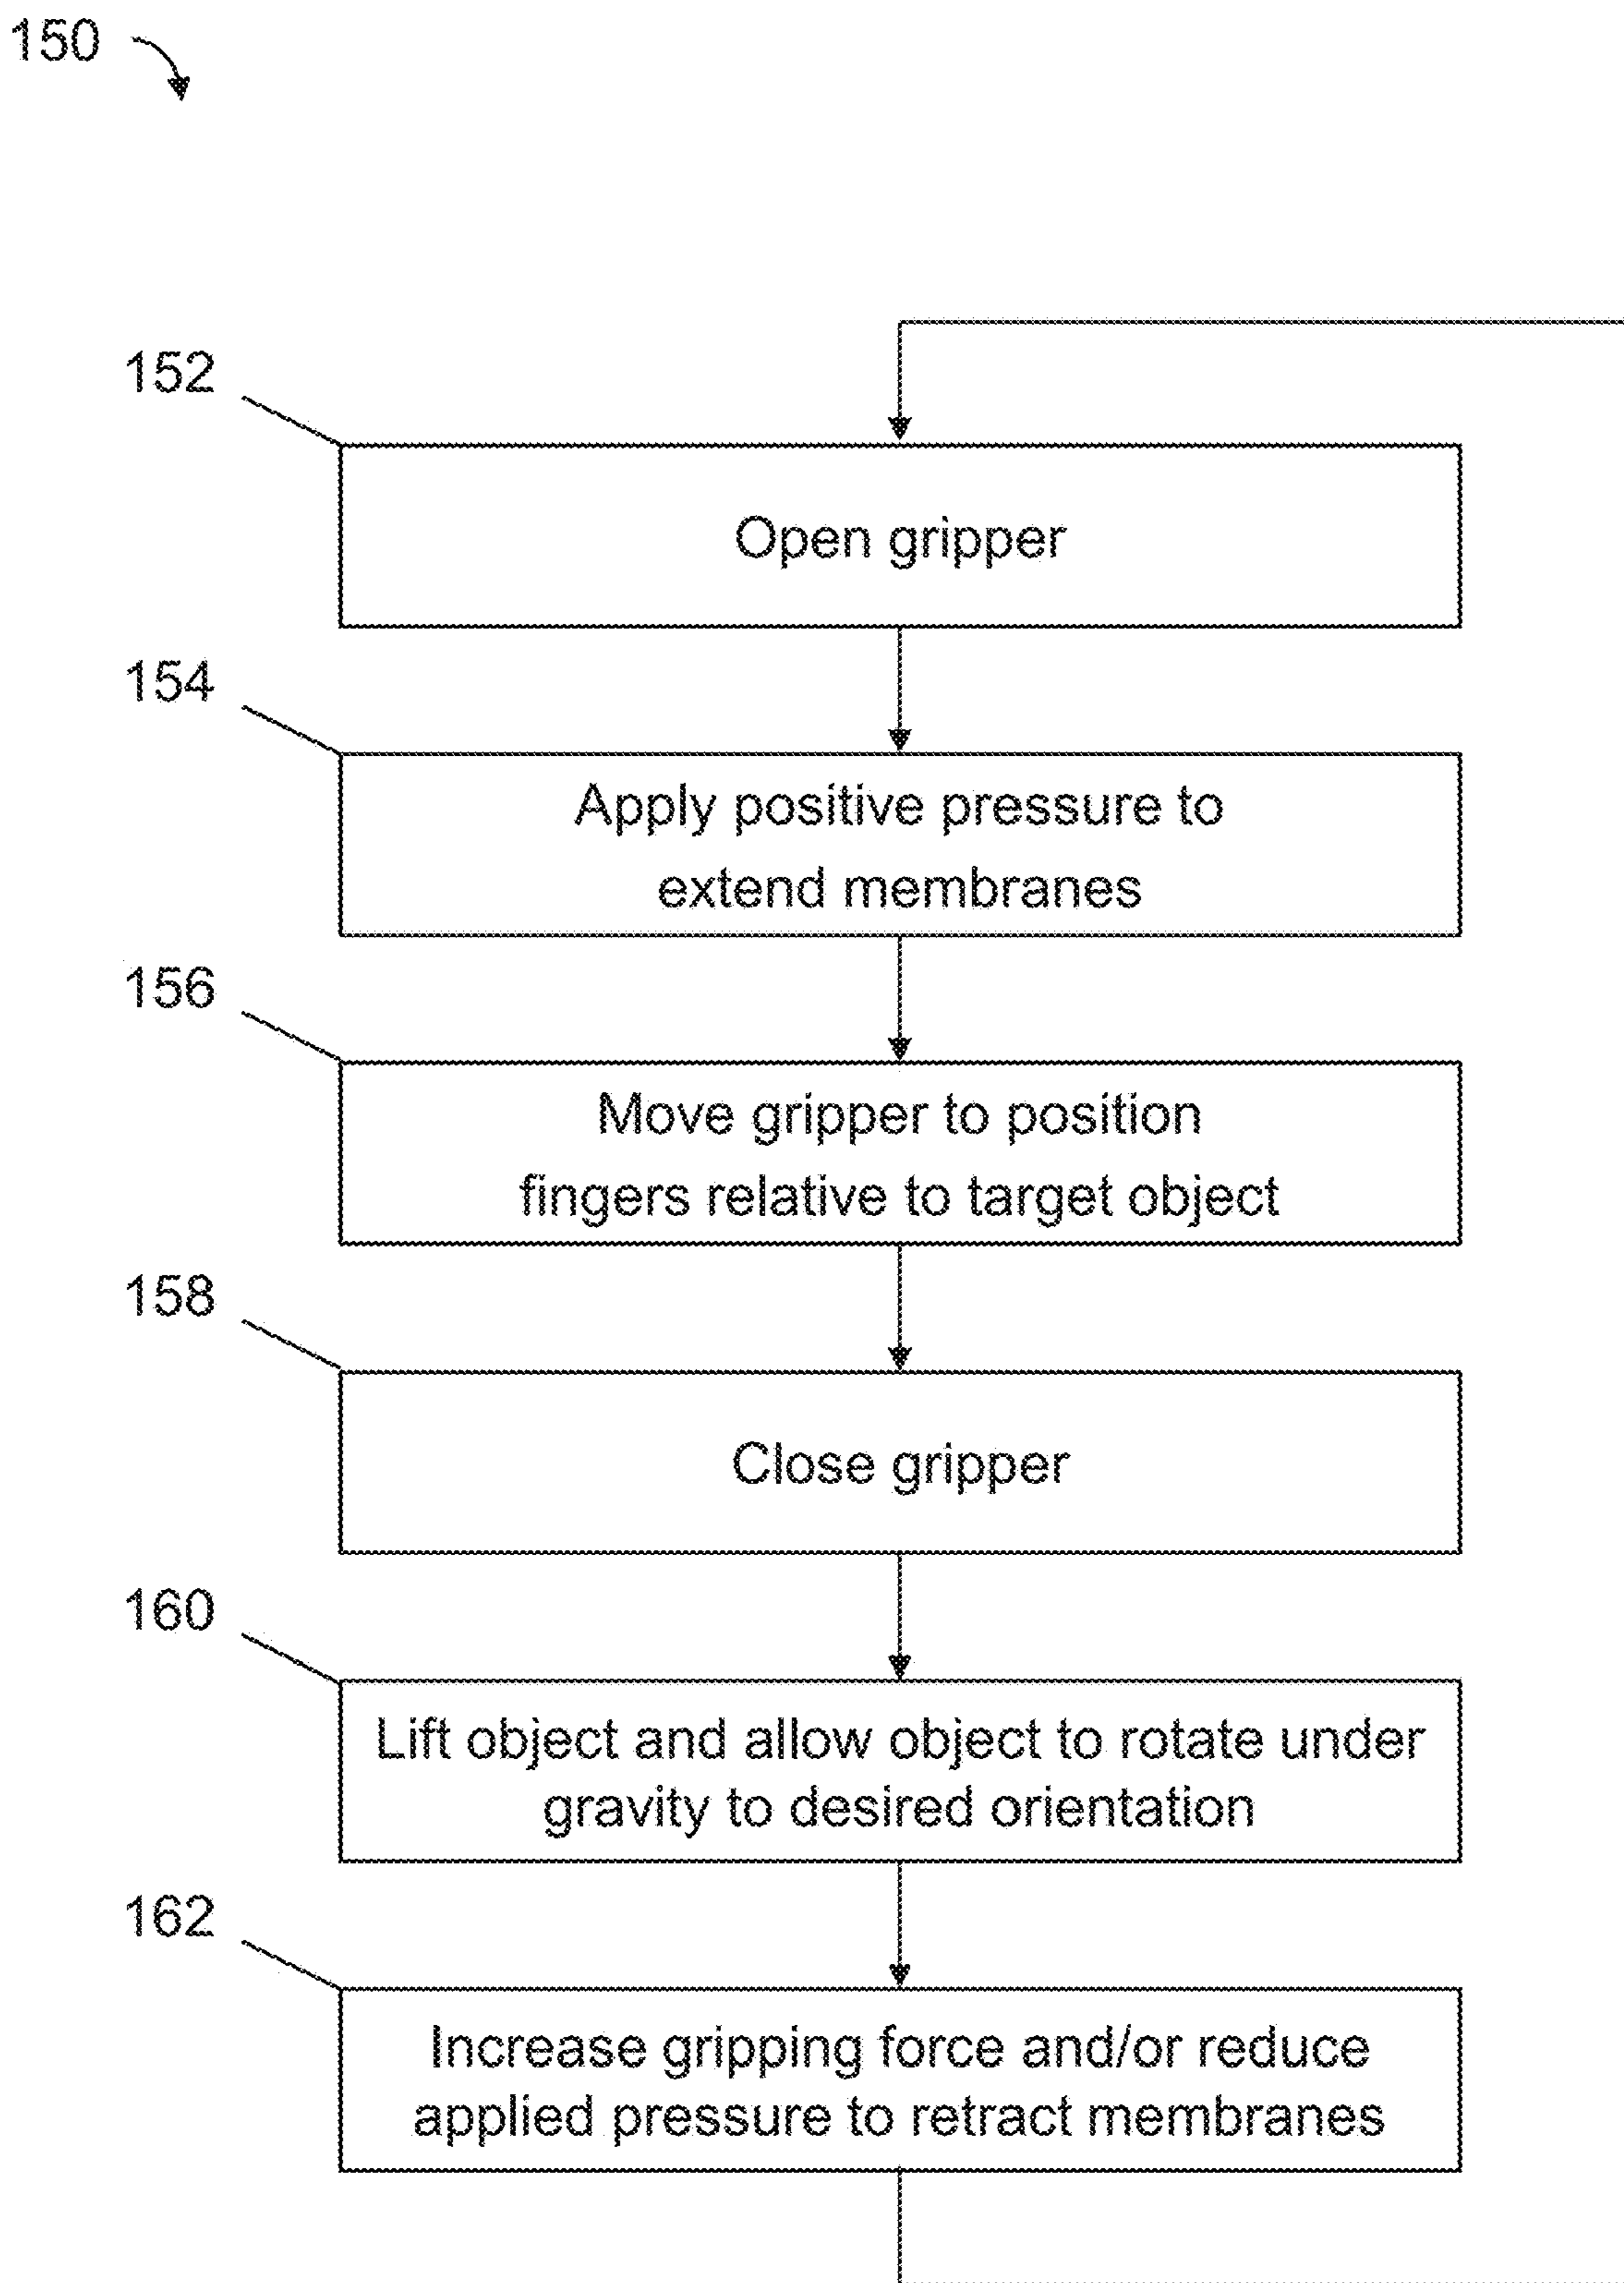 150
152
Open gripper
154
Apply positive pressure to
extend membranes
156
Move gripper to position
fingers relative to target object
158
Close gripper
160
Lift object and allow object to rotate under
gravity to desired orientation
162
Increase gripping force and/or reduce
applied pressure to retract membranes